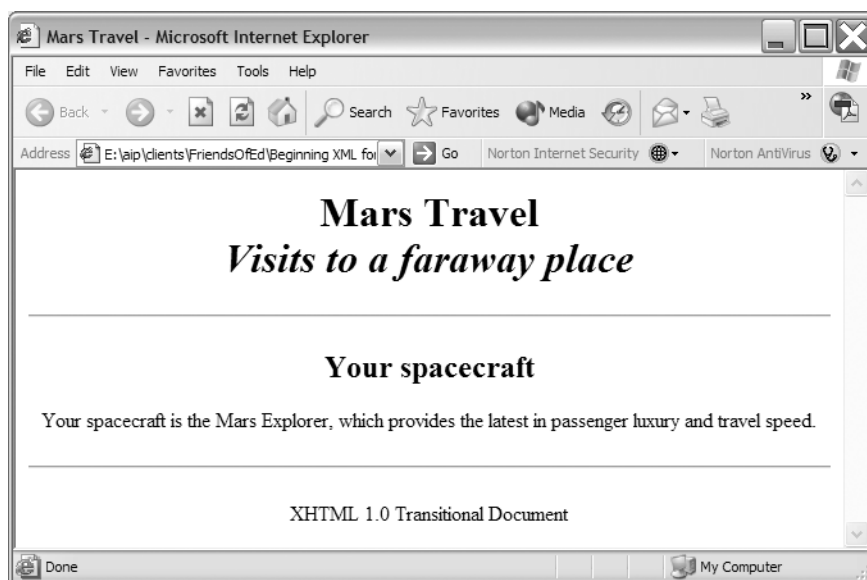 Mars Travel - Microsoft Internet Explorer
File Edit View Favorites Tools Help
Back Search Favorites Media »
Address E:\aip\clients\FriendsOfEd\Beginning XML for Go Norton Internet Security Norton AntiVirus
Mars Travel
Visits to a faraway place
Your spacecraft
Your spacecraft is the Mars Explorer, which provides the latest in passenger luxury and travel speed.
XHTML 1.0 Transitional Document
Done My Computer